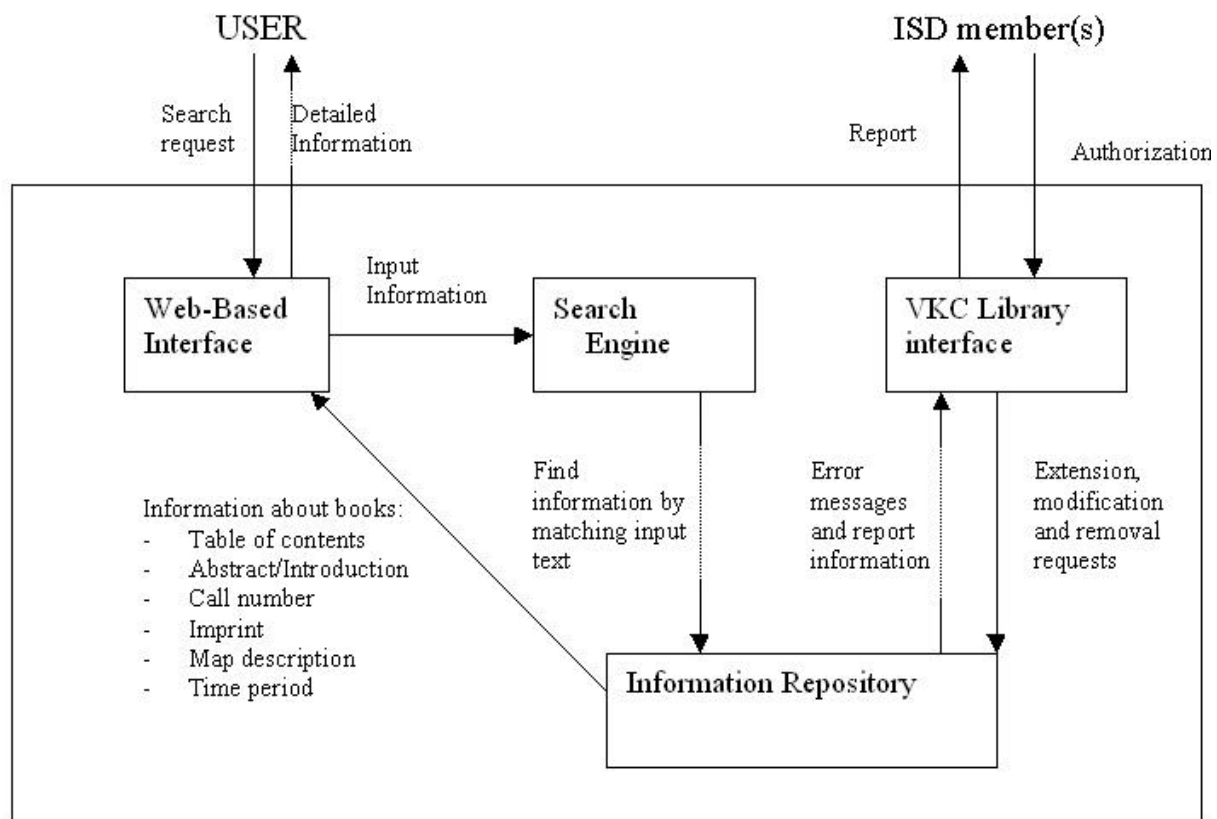 USER
ISD member(s)
Search
request
Detailed
Information
Report
Authorization
Input
Information
Web-Based
Interface
Search
Engine
VKC Library
interface
Find
information by
matching input
text
Error
messages
and report
information
Extension,
modification
and removal
requests
Information about books:
- Table of contents
- Abstract/Introduction
- Call number
- Imprint
- Map description
- Time period
Information Repository